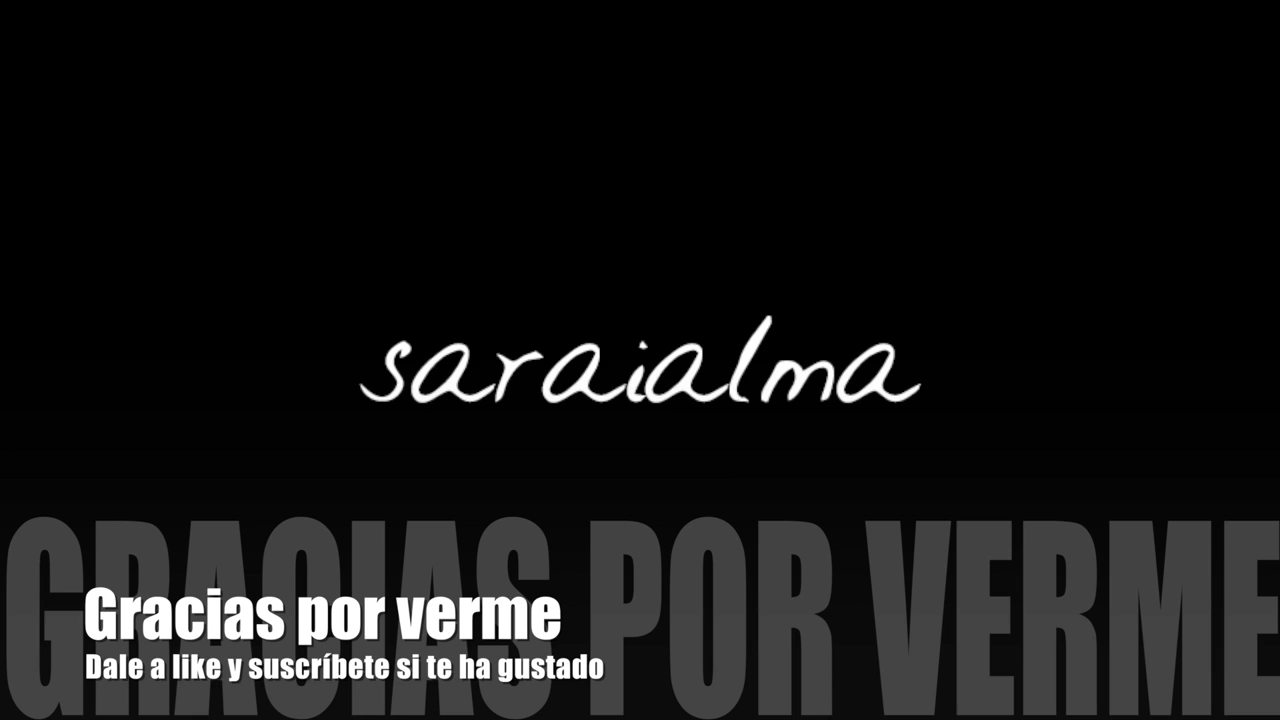 saraialma
GRACIAS POR VERME
Gracias por verme
Dale a like y suscríbete si te ha gustado